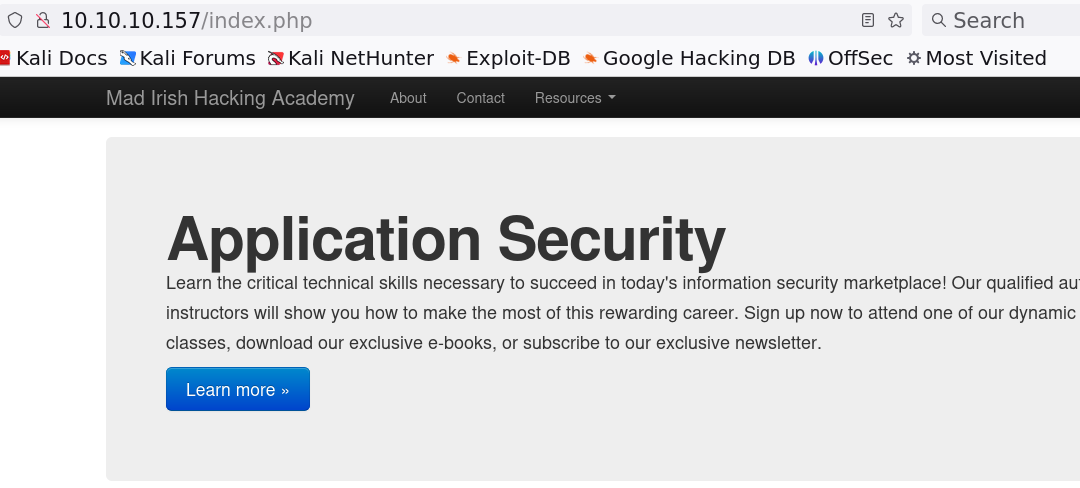 10.10.10.157/index.php Search
Kali Docs Kali Forums Kali NetHunter Exploit-DB Google Hacking DB OffSec Most Visited
Mad Irish Hacking Academy About Contact Resources
Application Security
Learn the critical technical skills necessary to succeed in today's information security marketplace! Our qualified
instructors will show you how to make the most of this rewarding career. Sign up now to attend one of our dynamic
classes, download our exclusive e-books, or subscribe to our exclusive newsletter.
Learn more »